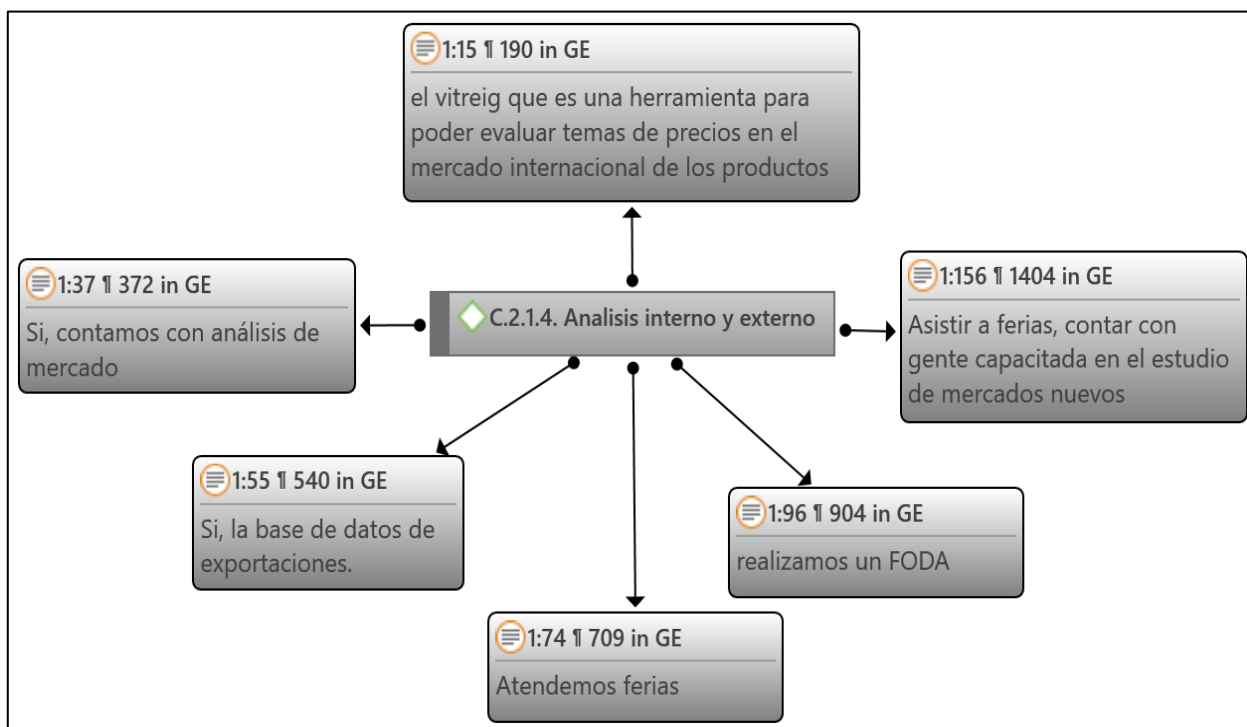 1:15 ¶ 190 in GE
el vitreig que es una herramienta para
poder evaluar temas de precios en el
mercado internacional de los productos
1:37 ¶ 372 in GE
Si, contamos con análisis de
mercado
C.2.1.4. Analisis interno y externo
1:156 ¶ 1404 in GE
Asistir a ferias, contar con
gente capacitada en el estudio
de mercados nuevos
1:55 ¶ 540 in GE
Si, la base de datos de
exportaciones.
1:96 ¶ 904 in GE
realizamos un FODA
1:74 ¶ 709 in GE
Atendemos ferias